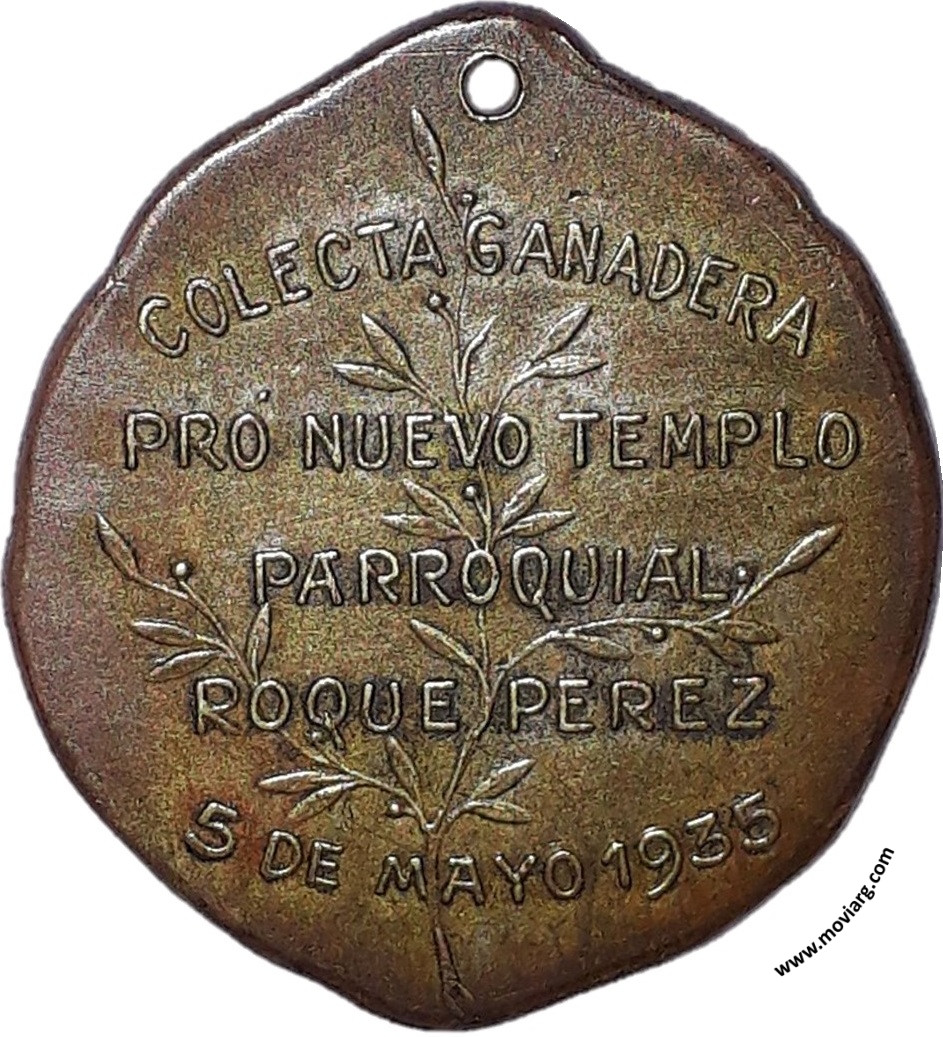 COLECTA GANADERA
PRÓ NUEVO TEMPLO
PARROQUIAL
ROQUE PEREZ
5 DE MAYO 1935
www.moviarg.com